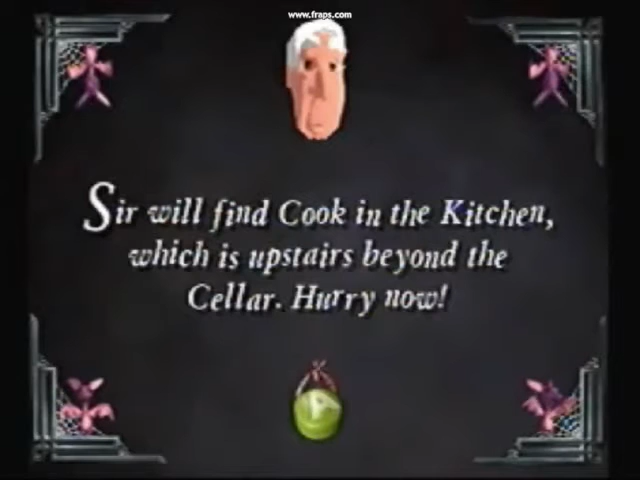 www.fraps.com
Sir will find Cook in the Kitchen,
which is upstairs beyond the
Cellar. Hurry now!